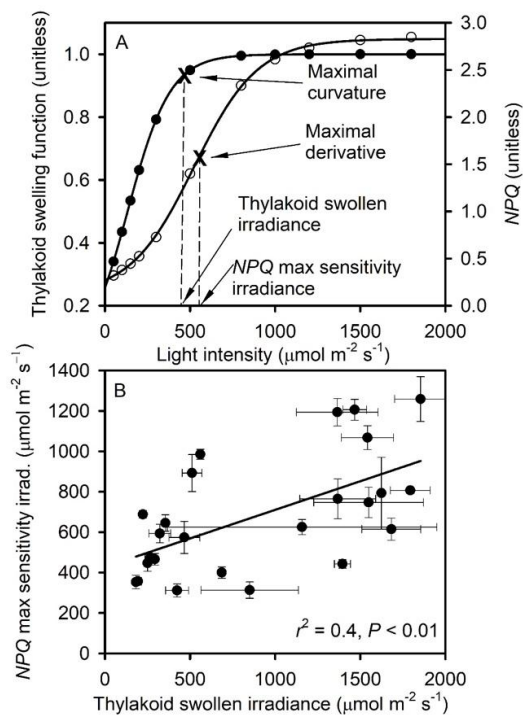 A
Thylakoid swelling function (unitless)
1.0
0.8
0.6
0.4
0.2
3.0
2.5
2.0
1.5
1.0
0.5
0.0
NPQ (unitless)
X
Maximal
curvature
X
Maximal
derivative
Thylakoid swollen
irradiance
NPQ max sensitivity
irradiance
0 500 1000 1500 2000
Light intensity (μmol m⁻² s⁻¹)
B
NPQ max sensitivity irrad. (μmol m⁻² s⁻¹)
1400
1200
1000
800
600
400
200
0
r² = 0.4, P < 0.01
0 500 1000 1500 2000
Thylakoid swollen irradiance (μmol m⁻² s⁻¹)